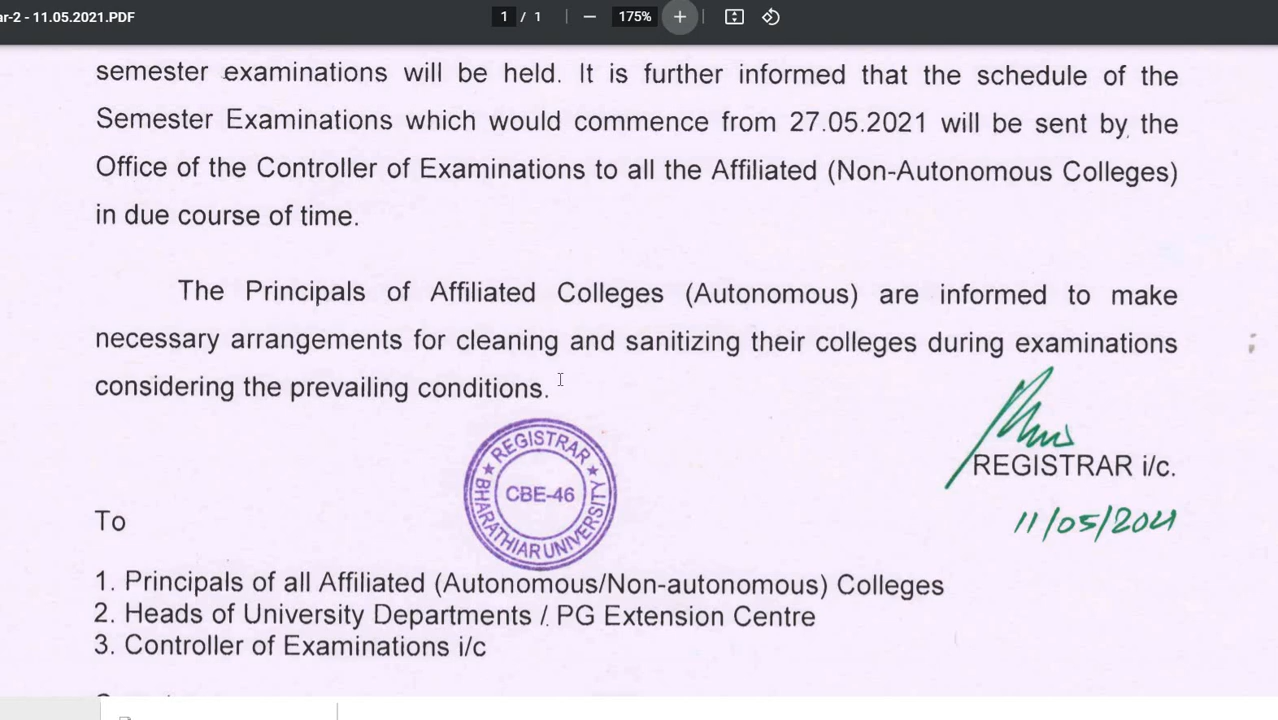 ar-2 - 11.05.2021.PDF
1 / 1
175%
semester examinations will be held. It is further informed that the schedule of the
Semester Examinations which would commence from 27.05.2021 will be sent by the
Office of the Controller of Examinations to all the Affiliated (Non-Autonomous Colleges)
in due course of time.
The Principals of Affiliated Colleges (Autonomous) are informed to make
necessary arrangements for cleaning and sanitizing their colleges during examinations
considering the prevailing conditions.
REGISTRAR
CBE-46
BHARATHIAR UNIVERSITY
REGISTRAR i/c.
11/05/2021
To
1. Principals of all Affiliated (Autonomous/Non-autonomous) Colleges
2. Heads of University Departments / PG Extension Centre
3. Controller of Examinations i/c